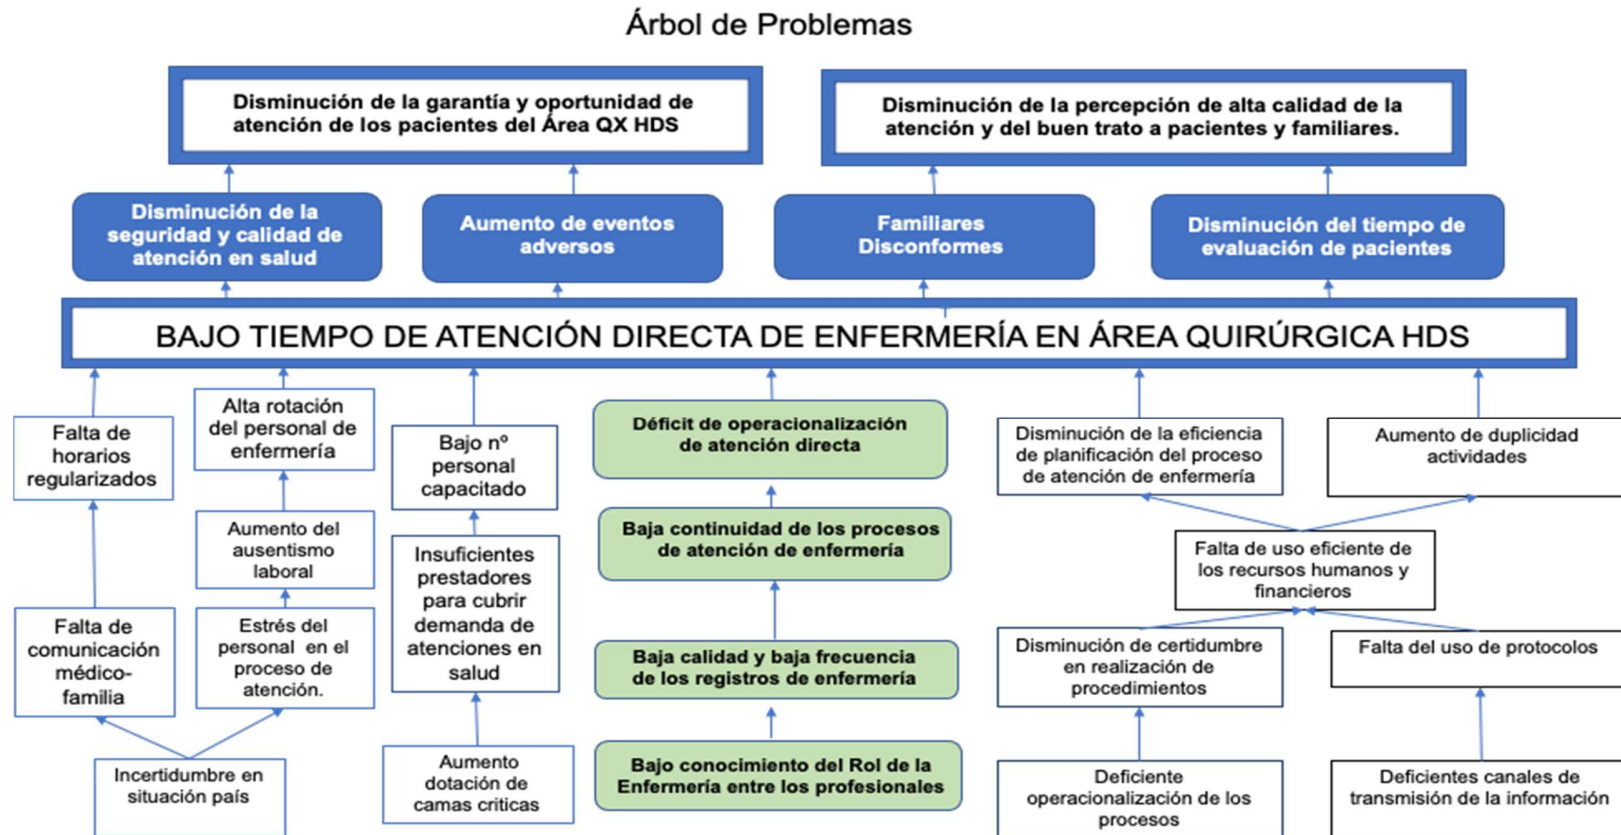 Árbol de Problemas
Disminución de la garantía y oportunidad de
atención de los pacientes del Área QX HDS
Disminución de la percepción de alta calidad de la
atención y del buen trato a pacientes y familiares.
Disminución de la
seguridad y calidad de
atención en salud
Aumento de eventos
adversos
Familiares
Disconformes
Disminución del tiempo de
evaluación de pacientes
BAJO TIEMPO DE ATENCIÓN DIRECTA DE ENFERMERÍA EN ÁREA QUIRÚRGICA HDS
Falta de
horarios
regularizados
Alta rotación
del personal de
enfermería
Bajo nº
personal
capacitado
Déficit de operacionalización
de atención directa
Disminución de la eficiencia
de planificación del proceso
de atención de enfermería
Aumento de duplicidad
actividades
Aumento del
ausentismo
laboral
Insuficientes
prestadores
para cubrir
demanda de
atenciones en
salud
Baja continuidad de los procesos
de atención de enfermería
Falta de uso eficiente de
los recursos humanos y
financieros
Falta de
comunicación
médico-
familia
Estrés del
personal en el
proceso de
atención.
Baja calidad y baja frecuencia
de los registros de enfermería
Disminución de certidumbre
en realización de
procedimientos
Falta del uso de protocolos
Incertidumbre en
situación país
Aumento
dotación de
camas criticas
Bajo conocimiento del Rol de la
Enfermería entre los profesionales
Deficiente
operacionalización de los
procesos
Deficientes canales de
transmisión de la información